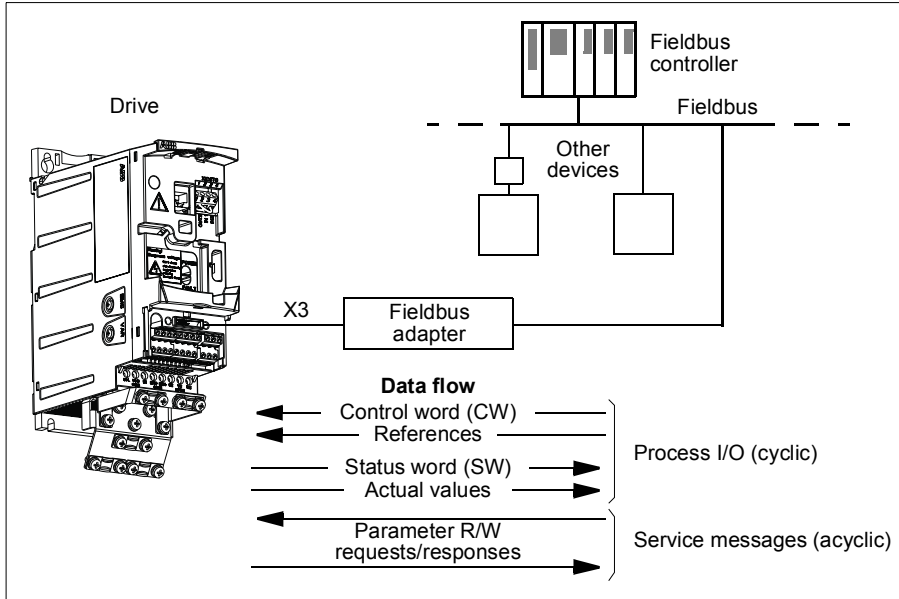 Fieldbus
controller
Fieldbus
Drive
Other
devices
X3
Fieldbus
adapter
Data flow
Control word (CW)
References
Status word (SW)
Actual values
Process I/O (cyclic)
Parameter R/W
requests/responses
Service messages (acyclic)